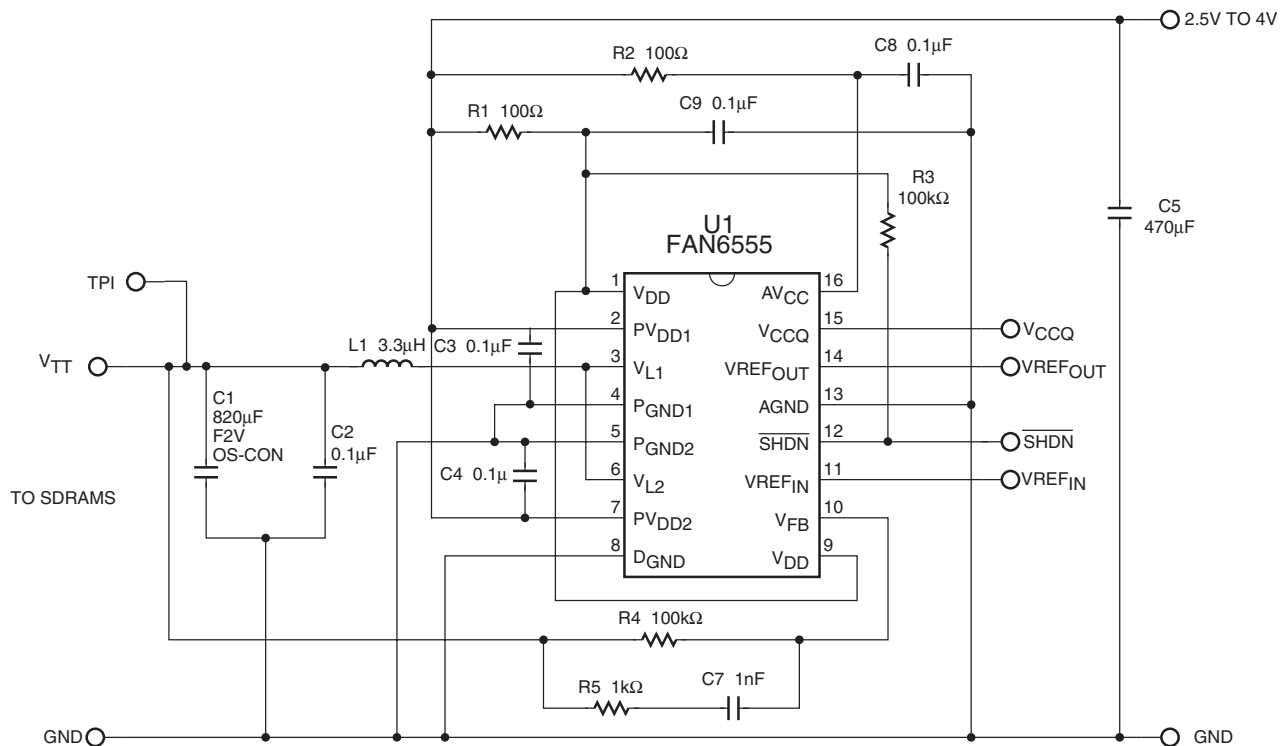 2.5V TO 4V
R2 100Ω
C8 0.1µF
R1 100Ω
C9 0.1µF
R3
100kΩ
C5
470µF
U1
FAN6555
TPI
VTT
L1 3.3µH
C3 0.1µF
C1
820µF
F2V
OS-CON
C2
0.1µF
C4 0.1µ
TO SDRAMS
1 VDD
2 PVDD1
3 VL1
4 PGND1
5 PGND2
6 VL2
7 PVDD2
8 DGND
AVCC 16
VCCQ 15
VREFOUT 14
AGND 13
SHDN 12
VREFIN 11
VFB 10
VDD 9
VCCQ
VREFOUT
SHDN
VREFIN
R4 100kΩ
R5 1kΩ
C7 1nF
GND
GND